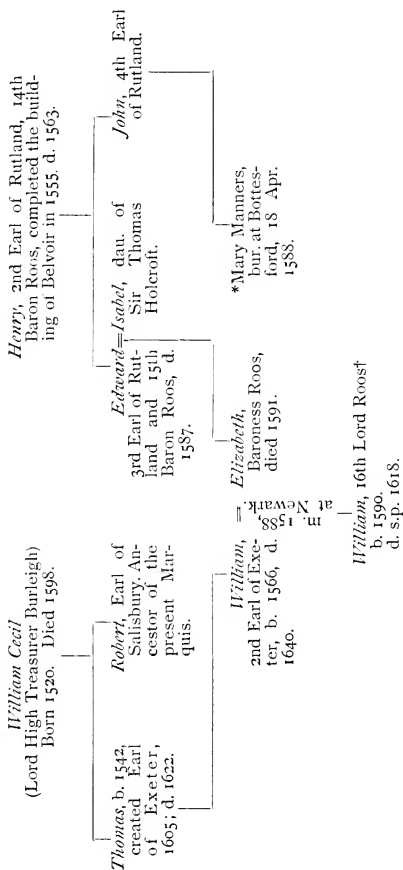 William Cecil
(Lord High Treasurer Burleigh)
Born 1520. Died 1598.
Henry, 2nd Earl of Rutland, 14th
Baron Roos, completed the build-
ing of Belvoir in 1555. d. 1563.
Thomas, b. 1542,
created Earl
of Exeter,
1605; d. 1622.
Robert, Earl of
Salisbury. An-
cestor of the
present Mar-
quis.
Edward=Isabel, dau. of
3rd Earl of Rut-
land and 15th
Baron Roos, d.
1587.
Sir Thomas
Holcroft.
John, 4th Earl
of Rutland.
William,
2nd Earl of Exe-
ter, b. 1566, d.
1640.
=
m. 1588,
at Newark.
Elizabeth,
Baroness Roos,
died 1591.
*Mary Manners,
bur. at Bottes-
ford, 18 Apr.
1588.
William, 16th Lord Roos†
b. 1590.
d. s.p. 1618.